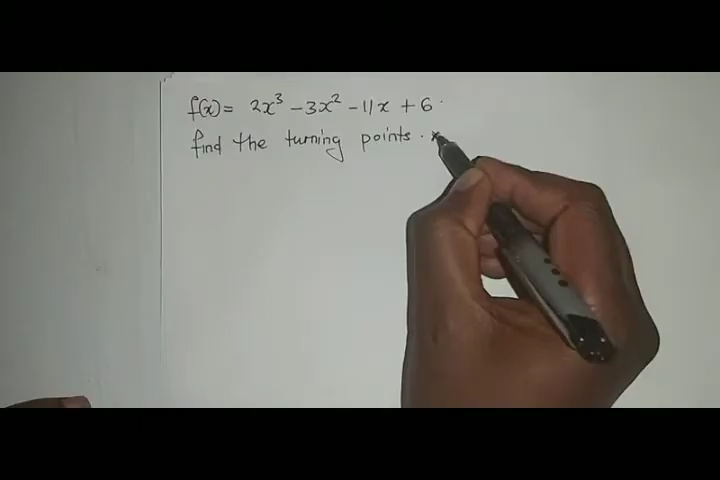 f(x) = 2x³ - 3x² - 11x + 6.
find the turning points.